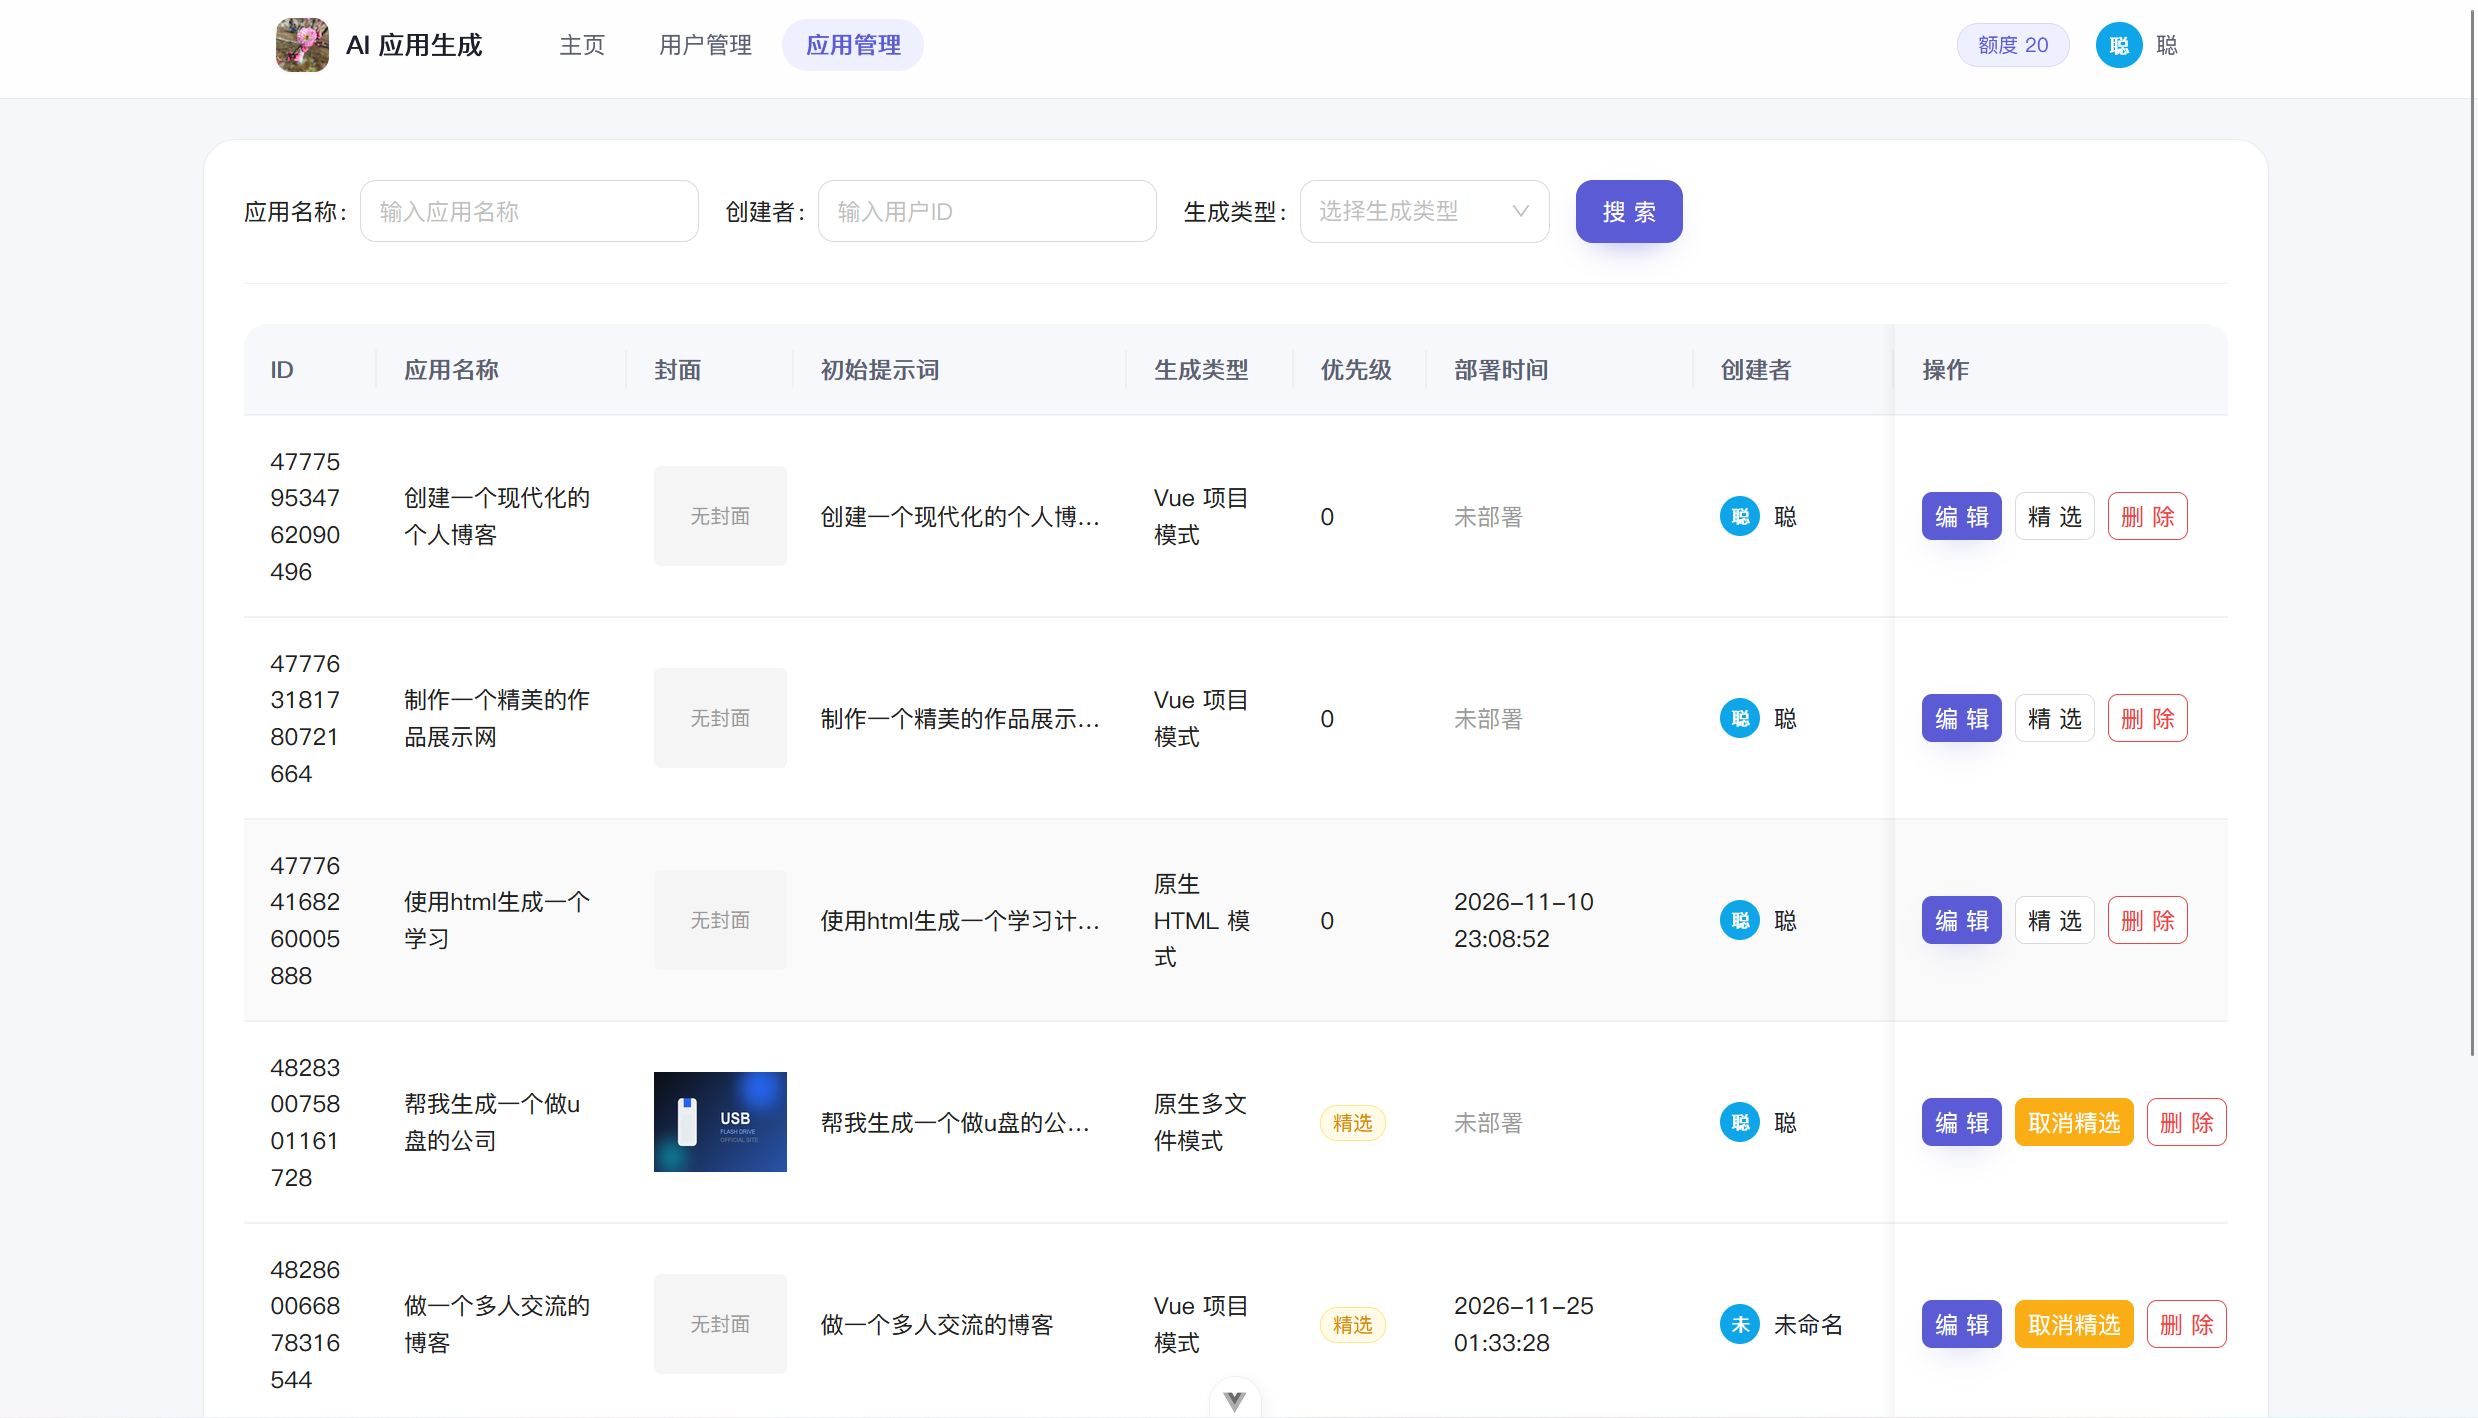 AI 应用生成 主页 用户管理 应用管理 额度 20 聪 聪
应用名称: 输入应用名称 创建者: 输入用户ID 生成类型: 选择生成类型 搜 索
ID 应用名称 封面 初始提示词 生成类型 优先级 部署时间 创建者 操作
47775
95347
62090
496
创建一个现代化的
个人博客
无封面
创建一个现代化的个人博...
Vue 项目
模式
0
未部署
聪 聪
编 辑 精 选 删 除
47776
31817
80721
664
制作一个精美的作
品展示网
无封面
制作一个精美的作品展示...
Vue 项目
模式
0
未部署
聪 聪
编 辑 精 选 删 除
47776
41682
60005
888
使用html生成一个
学习
无封面
使用html生成一个学习计...
原生
HTML 模
式
0
2026-11-10
23:08:52
聪 聪
编 辑 精 选 删 除
48283
00758
01161
728
帮我生成一个做u
盘的公司
USB
FLASH DRIVE
OFFICIAL SITE
帮我生成一个做u盘的公...
原生多文
件模式
精选
未部署
聪 聪
编 辑 取消精选 删 除
48286
00668
78316
544
做一个多人交流的
博客
无封面
做一个多人交流的博客
Vue 项目
模式
精选
2026-11-25
01:33:28
未 未命名
编 辑 取消精选 删 除